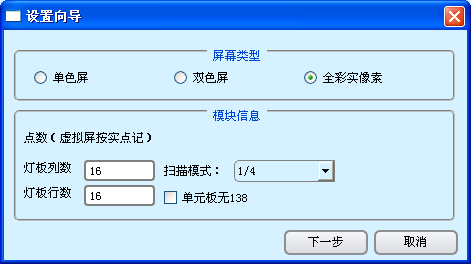 设置向导
屏幕类型
单色屏 双色屏 全彩实像素
模块信息
点数（虚拟屏按实点记）
灯板列数 16 扫描模式： 1/4
灯板行数 16 单元板无138
下一步 取消